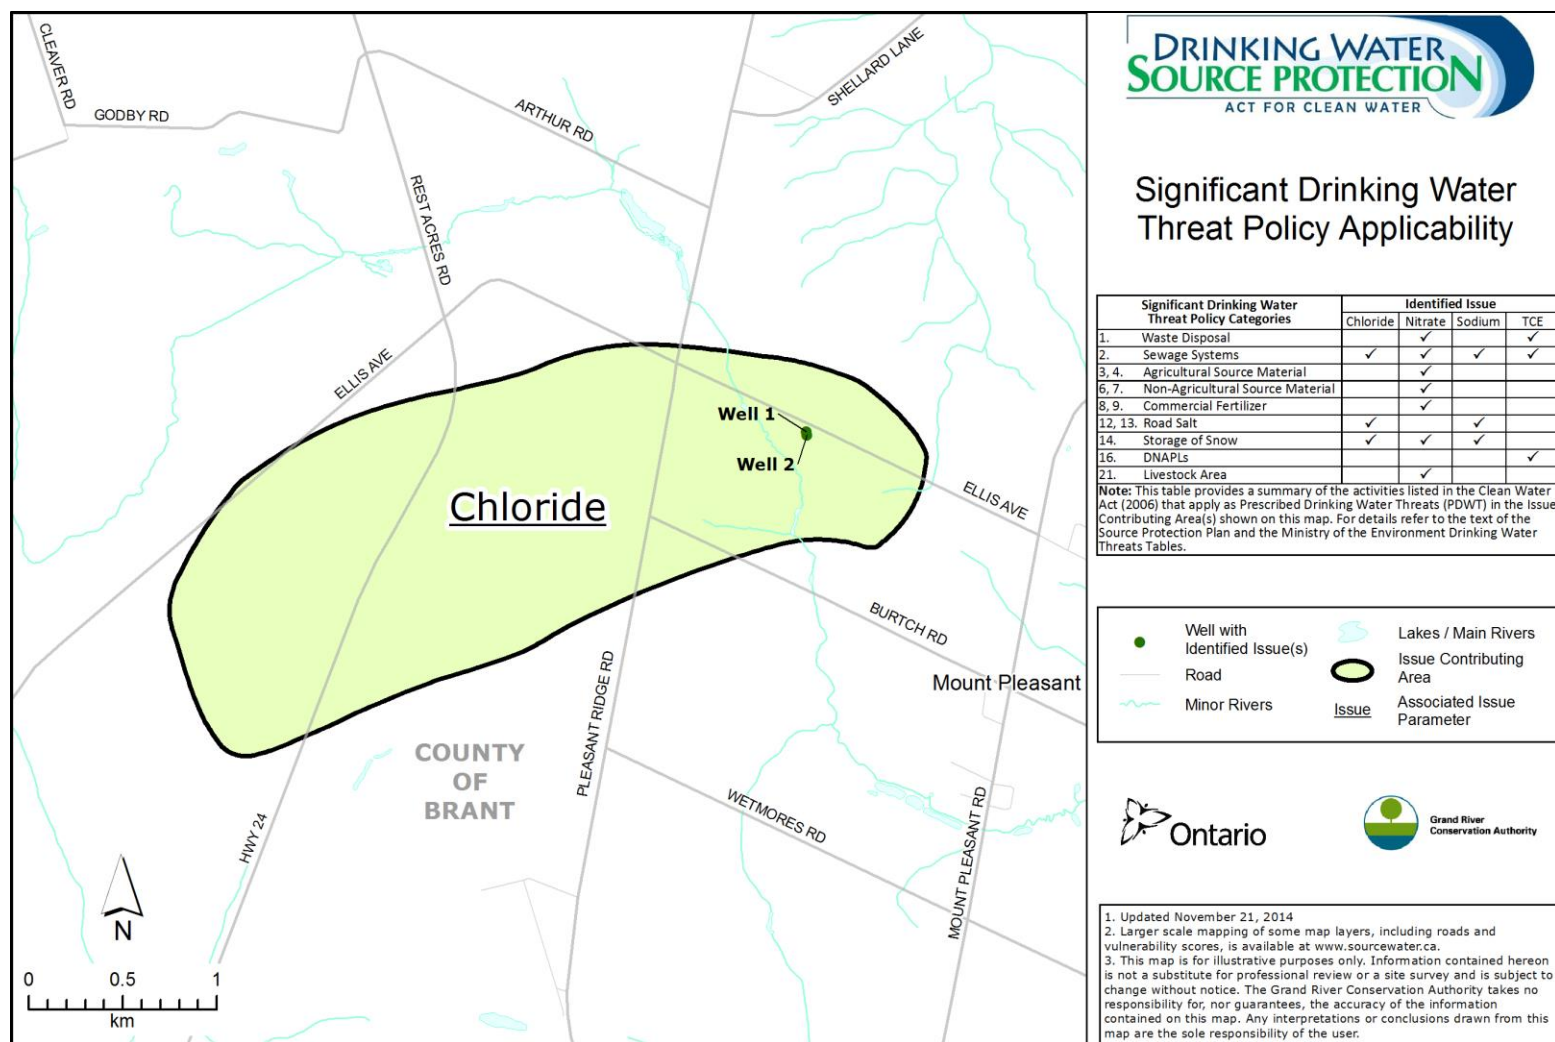 CLEAVER RD
GODBY RD
ARTHUR RD
SHELLARD LANE
REST ACRES RD
ELLIS AVE
Well 1
Well 2
Chloride
ELLIS AVE
BURTCH RD
Mount Pleasant
PLEASANT RIDGE RD
COUNTY
OF
BRANT
WETMORES RD
HWY 24
MOUNT PLEASANT RD
N
0 0.5 1
km
DRINKING WATER
SOURCE PROTECTION
ACT FOR CLEAN WATER
Significant Drinking Water
Threat Policy Applicability
Significant Drinking Water
Threat Policy Categories
Identified Issue
Chloride Nitrate Sodium TCE
1. Waste Disposal ✓ ✓
2. Sewage Systems ✓ ✓ ✓ ✓
3, 4. Agricultural Source Material ✓
6, 7. Non-Agricultural Source Material ✓
8, 9. Commercial Fertilizer ✓
12, 13. Road Salt ✓ ✓
14. Storage of Snow ✓ ✓ ✓
16. DNAPLs ✓
21. Livestock Area ✓
Note: This table provides a summary of the activities listed in the Clean Water
Act (2006) that apply as Prescribed Drinking Water Threats (PDWT) in the Issue
Contributing Area(s) shown on this map. For details refer to the text of the
Source Protection Plan and the Ministry of the Environment Drinking Water
Threats Tables.
Well with
Identified Issue(s)
Road
Minor Rivers
Lakes / Main Rivers
Issue Contributing
Area
Issue
Associated Issue
Parameter
Ontario
Grand River
Conservation Authority
1. Updated November 21, 2014
2. Larger scale mapping of some map layers, including roads and
vulnerability scores, is available at www.sourcewater.ca.
3. This map is for illustrative purposes only. Information contained hereon
is not a substitute for professional review or a site survey and is subject to
change without notice. The Grand River Conservation Authority takes no
responsibility for, nor guarantees, the accuracy of the information
contained on this map. Any interpretations or conclusions drawn from this
map are the sole responsibility of the user.